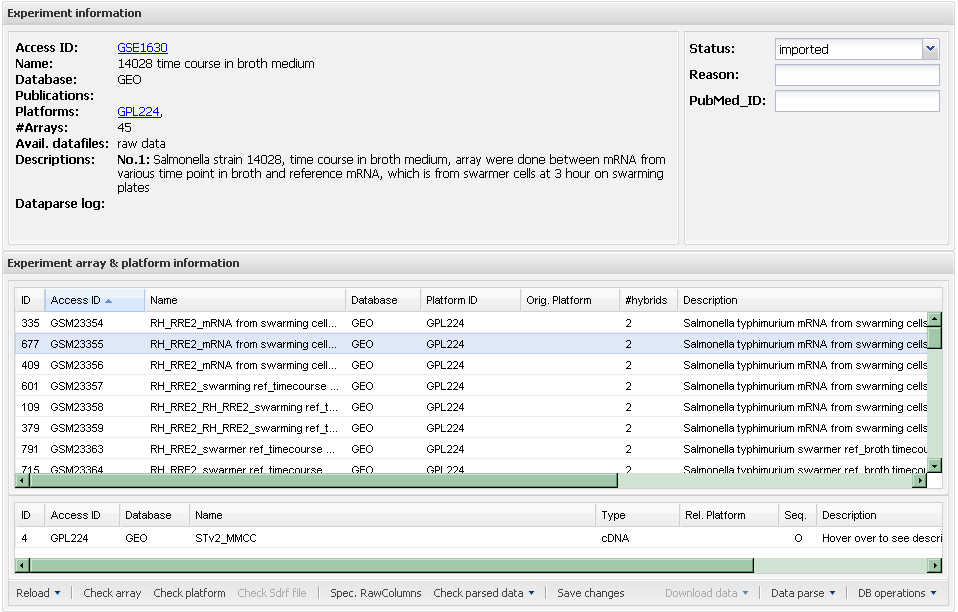 Experiment information
Access ID: GSE1630
Name: 14028 time course in broth medium
Database: GEO
Publications:
Platforms: GPL224,
#Arrays: 45
Avail. datafiles: raw data
Descriptions: No.1: Salmonella strain 14028, time course in broth medium, array were done between mRNA from
various time point in broth and reference mRNA, which is from swarmer cells at 3 hour on swarming
plates
Dataparse log:
Status: imported
Reason:
PubMed_ID:
Experiment array & platform information
ID Access ID Name Database Platform ID Orig. Platform #hybrids Description
335 GSM23354 RH_RRE2_mRNA from swarming cell... GEO GPL224 2 Salmonella typhimurium mRNA from swarming cells
677 GSM23355 RH_RRE2_mRNA from swarming cell... GEO GPL224 2 Salmonella typhimurium mRNA from swarming cells
409 GSM23356 RH_RRE2_mRNA from swarming cell... GEO GPL224 2 Salmonella typhimurium mRNA from swarming cells
601 GSM23357 RH_RRE2_swarming ref_timecourse ... GEO GPL224 2 Salmonella typhimurium mRNA from swarming cells
109 GSM23358 RH_RRE2_RH_RRE2_swarming ref_t... GEO GPL224 2 Salmonella typhimurium mRNA from swarming cells
379 GSM23359 RH_RRE2_RH_RRE2_swarming ref_t... GEO GPL224 2 Salmonella typhimurium mRNA from swarming cells
791 GSM23363 RH_RRE2_swarmer ref_timecourse ... GEO GPL224 2 Salmonella typhimurium swarmer ref_broth timecou
715 GSM23364 RH_RRE2_swarmer ref_timecourse GEO GPL224 2 Salmonella typhimurium swarmer ref_broth timecou
ID Access ID Database Name Type Rel. Platform Seq. Description
4 GPL224 GEO STv2_MMCC cDNA O Hover over to see descri
Reload Check array Check platform Check Sdrf file Spec. RawColumns Check parsed data Save changes Download data Data parse DB operations